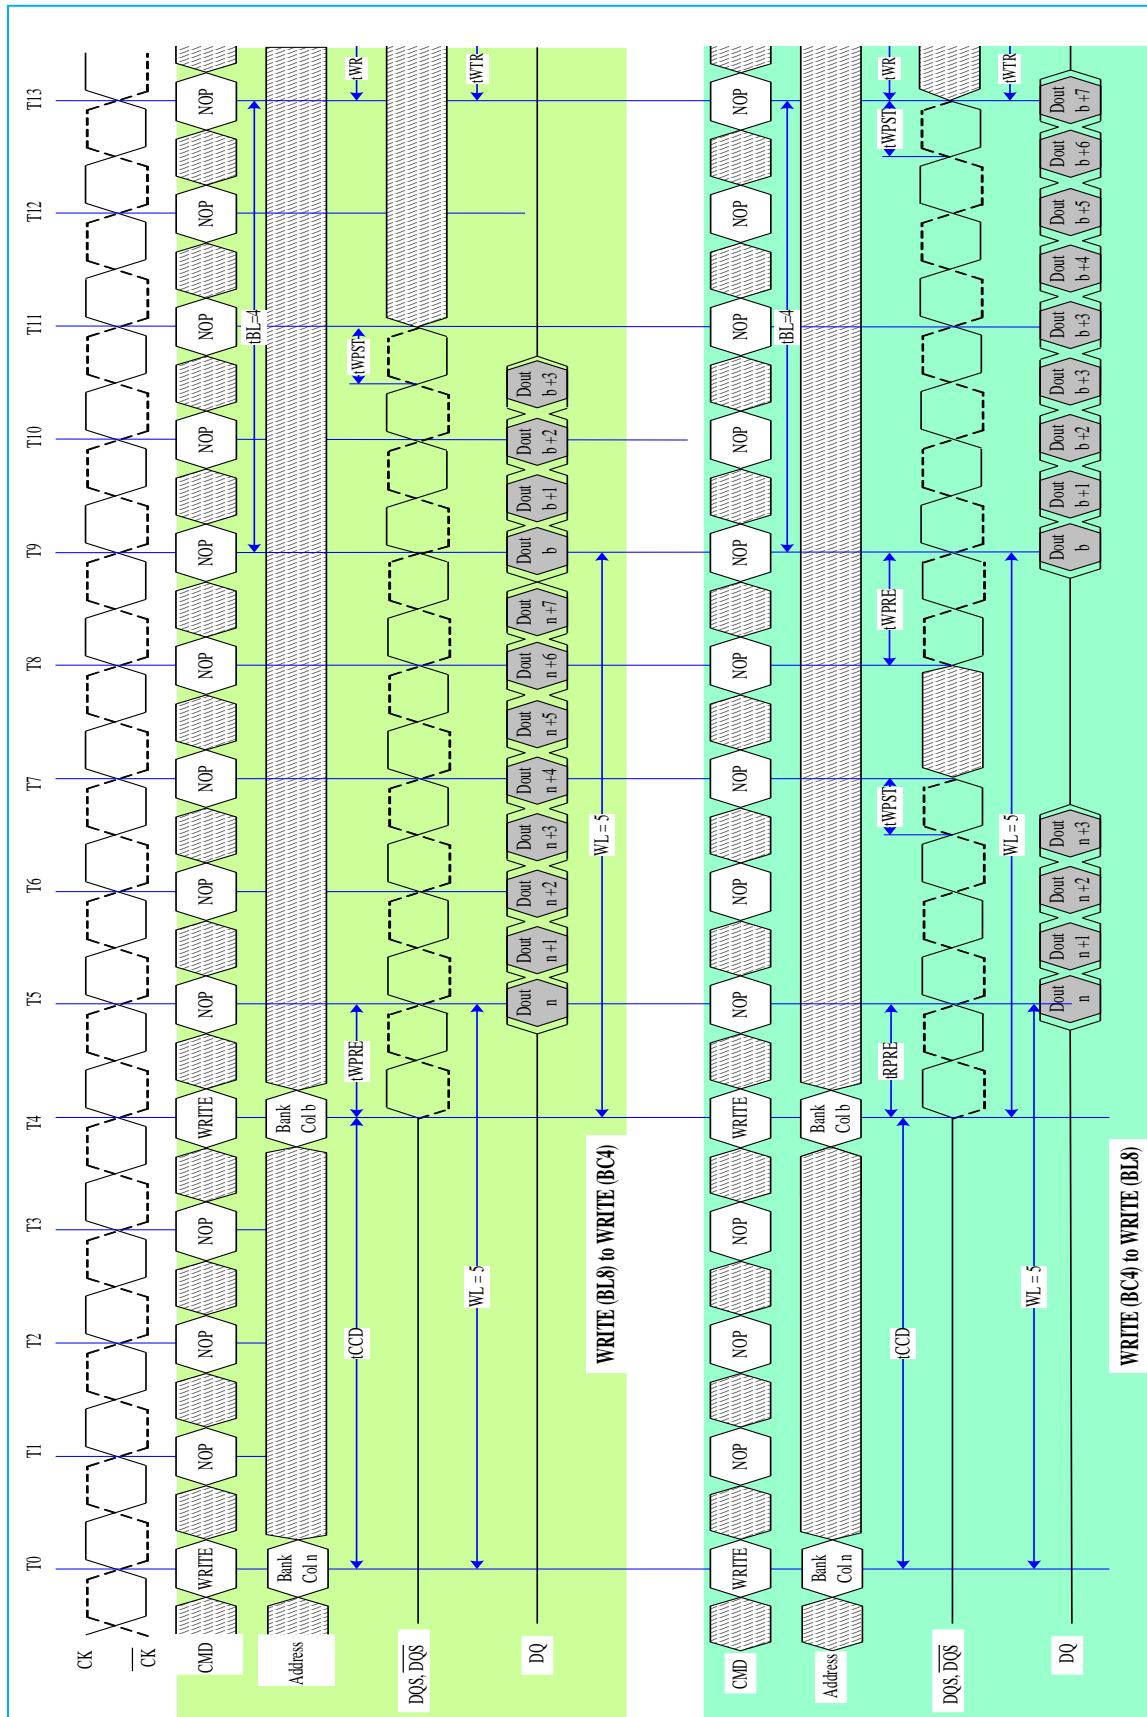 T0 T1 T2 T3 T4 T5 T6 T7 T8 T9 T10 T11 T12 T13
CK
CK
CMD WRITE NOP NOP NOP WRITE NOP NOP NOP NOP NOP NOP NOP NOP NOP
tBL=4
Address Bank Col n Bank Col b
tCCD tWPRE tWPST tWR
DQS, DQS
WL = 5 tWTR
DQ Dout n Dout n+1 Dout n+2 Dout n+3 Dout n+4 Dout n+5 Dout n+6 Dout n+7 Dout b Dout b+1 Dout b+2 Dout b+3
WL = 5
WRITE (BL8) to WRITE (BC4)
CMD WRITE NOP NOP NOP WRITE NOP NOP NOP NOP NOP NOP NOP NOP NOP
tBL=4
Address Bank Col n Bank Col b
tCCD tRPRE tWPST tWPRE tWPST tWR
DQS, DQS
WL = 5 tWTR
WL = 5
DQ Dout n Dout n+1 Dout n+2 Dout n+3 Dout b Dout b+1 Dout b+2 Dout b+3 Dout b+3 Dout b+4 Dout b+5 Dout b+6 Dout b+7
WRITE (BC4) to WRITE (BL8)